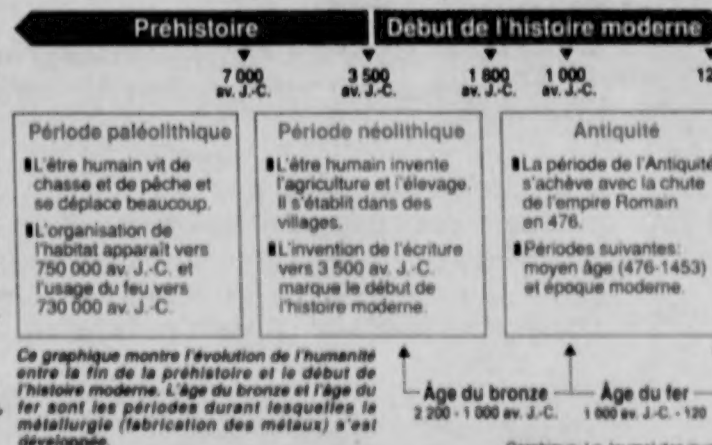 Préhistoire
Début de l'histoire moderne
7 000
av. J.-C.
3 500
av. J.-C.
1 800
av. J.-C.
1 000
av. J.-C.
Période paléolithique
L'être humain vit de
chasse et de pêche et
se déplace beaucoup.
L'organisation de
l'habitat apparaît vers
750 000 av. J.-C. et
l'usage du feu vers
730 000 av. J.-C.
Période néolithique
L'être humain invente
l'agriculture et l'élevage.
Il s'établit dans des
villages.
L'invention de l'écriture
vers 3 500 av. J.-C.
marque le début de
l'histoire moderne.
Antiquité
La période de l'Antiquité
s'achève avec la chute
de l'empire Romain
en 476.
Périodes suivantes:
moyen âge (476-1453)
et époque moderne.
Ce graphique montre l'évolution de l'humanité
entre la fin de la préhistoire et le début de
l'histoire moderne. L'âge du bronze et l'âge du
fer sont les périodes durant lesquelles la
métallurgie (fabrication des métaux) s'est
développée
Âge du bronze
2 200 - 1 000 av. J.-C.
Âge du fer
1 000 av. J.-C. - 120